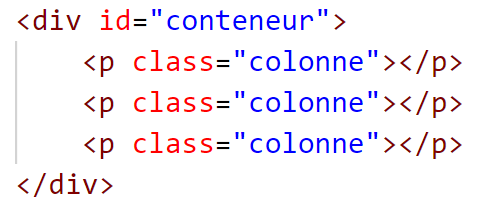 <div id="conteneur">
    <p class="colonne"></p>
    <p class="colonne"></p>
    <p class="colonne"></p>
</div>